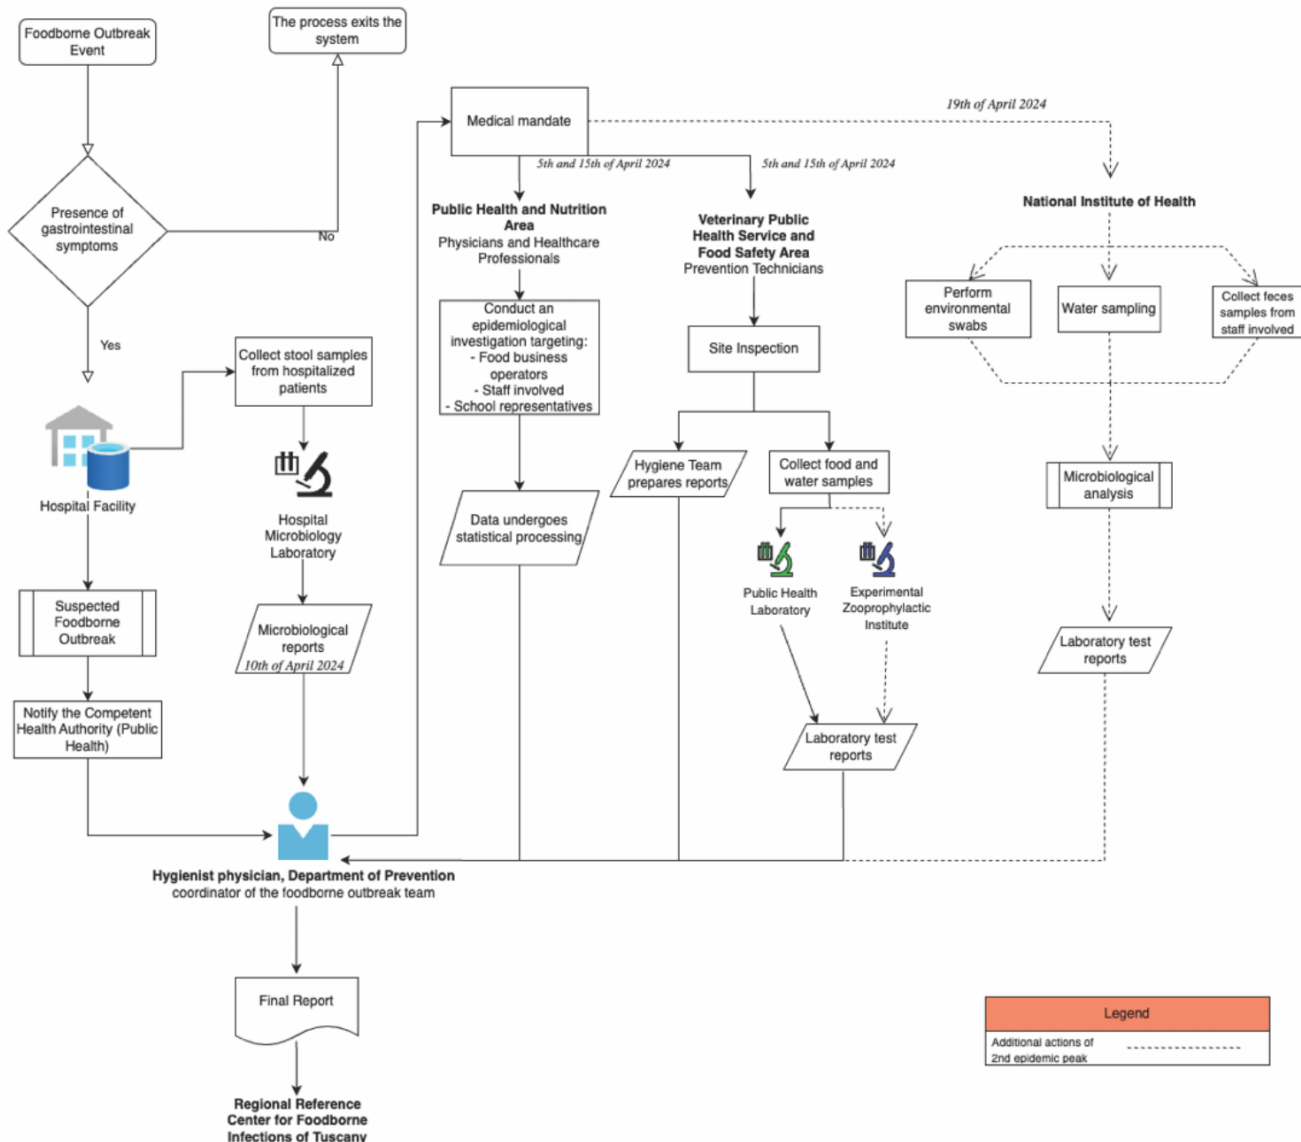 Foodborne Outbreak
Event
The process exits the
system
Presence of
gastrointestinal
symptoms
No
Yes
Hospital Facility
Suspected
Foodborne
Outbreak
Notify the Competent
Health Authority (Public
Health)
Collect stool samples
from hospitalized
patients
Hospital
Microbiology
Laboratory
Microbiological
reports
10th of April 2024
Hygienist physician, Department of Prevention
coordinator of the foodborne outbreak team
Final Report
Regional Reference
Center for Foodborne
Infections of Tuscany
Medical mandate
5th and 15th of April 2024
Public Health and Nutrition
Area
Physicians and Healthcare
Professionals
Conduct an
epidemiological
investigation targeting:
- Food business
operators
- Staff involved
- School representatives
Data undergoes
statistical processing
5th and 15th of April 2024
Veterinary Public
Health Service and
Food Safety Area
Prevention Technicians
Site Inspection
Hygiene Team
prepares reports
Collect food and
water samples
Public Health
Laboratory
Experimental
Zooprophylactic
Institute
Laboratory test
reports
19th of April 2024
National Institute of Health
Perform
environmental
swabs
Water sampling
Collect feces
samples from
staff involved
Microbiological
analysis
Laboratory test
reports
Legend
Additional actions of
2nd epidemic peak